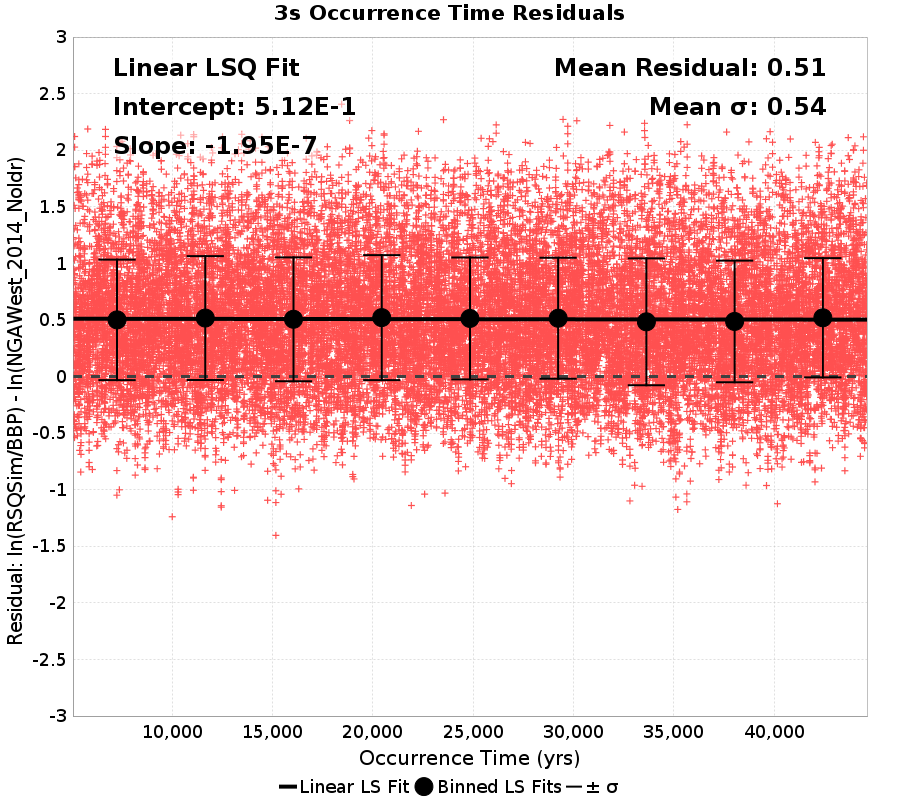 3s Occurrence Time Residuals
Linear LSQ Fit
Mean Residual: 0.51
Intercept: 5.12E-1
Mean σ: 0.54
Slope: -1.95E-7
Residual: ln(RSQSim/BBP) - ln(NGAWest_2014_NoIdr)
3
2.5
2
1.5
1
0.5
0
-0.5
-1
-1.5
-2
-2.5
-3
10,000 15,000 20,000 25,000 30,000 35,000 40,000
Occurrence Time (yrs)
Linear LS Fit Binned LS Fits ± σ